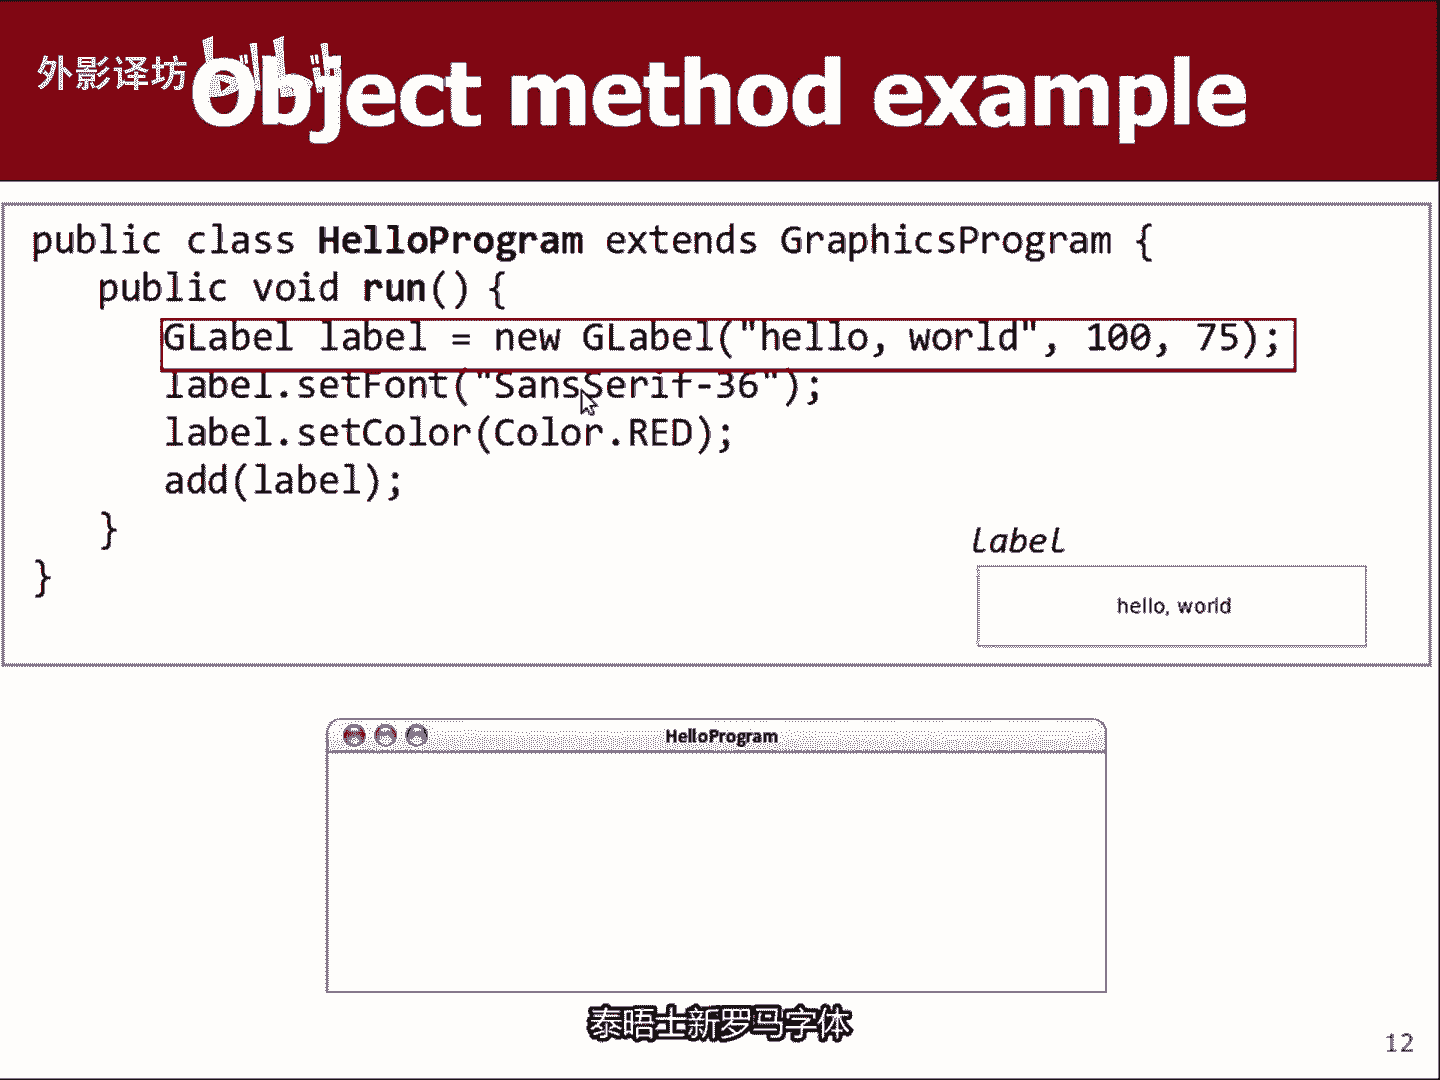 外影译坊 bilibili
Object method example
public class HelloProgram extends GraphicsProgram {
public void run() {
GLabel label = new GLabel("hello, world", 100, 75);
label.setFont("SansSerif-36");
label.setColor(Color.RED);
add(label);
}
}
label
hello, world
HelloProgram
泰晤士新罗马字体
12